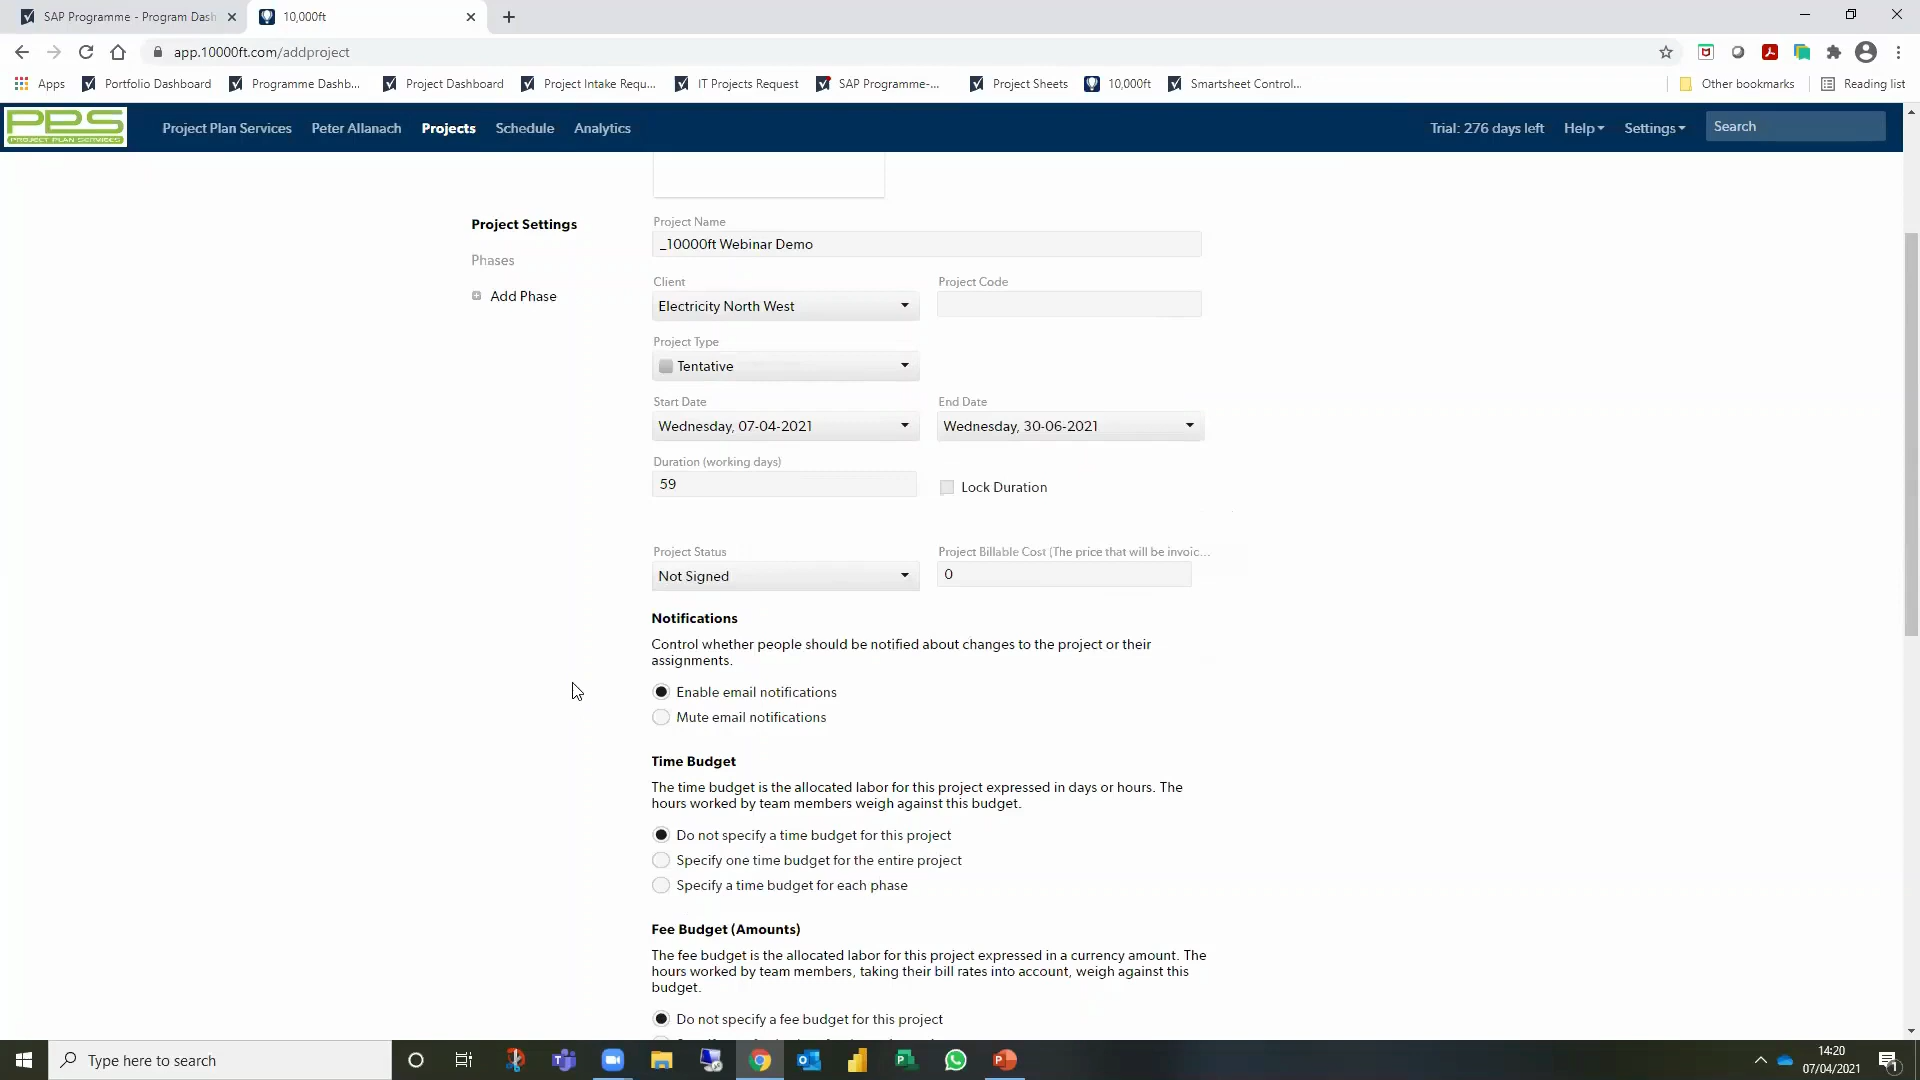 SAP Programme - Program Dash
10,000ft
app.10000ft.com/addproject
Apps
Portfolio Dashboard
Programme Dashb...
Project Dashboard
Project Intake Requ...
IT Projects Request
SAP Programme-...
Project Sheets
10,000ft
Smartsheet Control...
Other bookmarks
Reading list
PPS
PROJECT PLAN SERVICES
Project Plan Services
Peter Allanach
Projects
Schedule
Analytics
Trial: 276 days left
Help
Settings
Search
Project Settings
Phases
Add Phase
Project Name
_10000ft Webinar Demo
Client
Project Code
Electricity North West
Project Type
Tentative
Start Date
End Date
Wednesday, 07-04-2021
Wednesday, 30-06-2021
Duration (working days)
59
Lock Duration
Project Status
Project Billable Cost (The price that will be invoic...
Not Signed
0
Notifications
Control whether people should be notified about changes to the project or their
assignments.
Enable email notifications
Mute email notifications
Time Budget
The time budget is the allocated labor for this project expressed in days or hours. The
hours worked by team members weigh against this budget.
Do not specify a time budget for this project
Specify one time budget for the entire project
Specify a time budget for each phase
Fee Budget (Amounts)
The fee budget is the allocated labor for this project expressed in a currency amount. The
hours worked by team members, taking their bill rates into account, weigh against this
budget.
Do not specify a fee budget for this project
Type here to search
14:20
07/04/2021
1